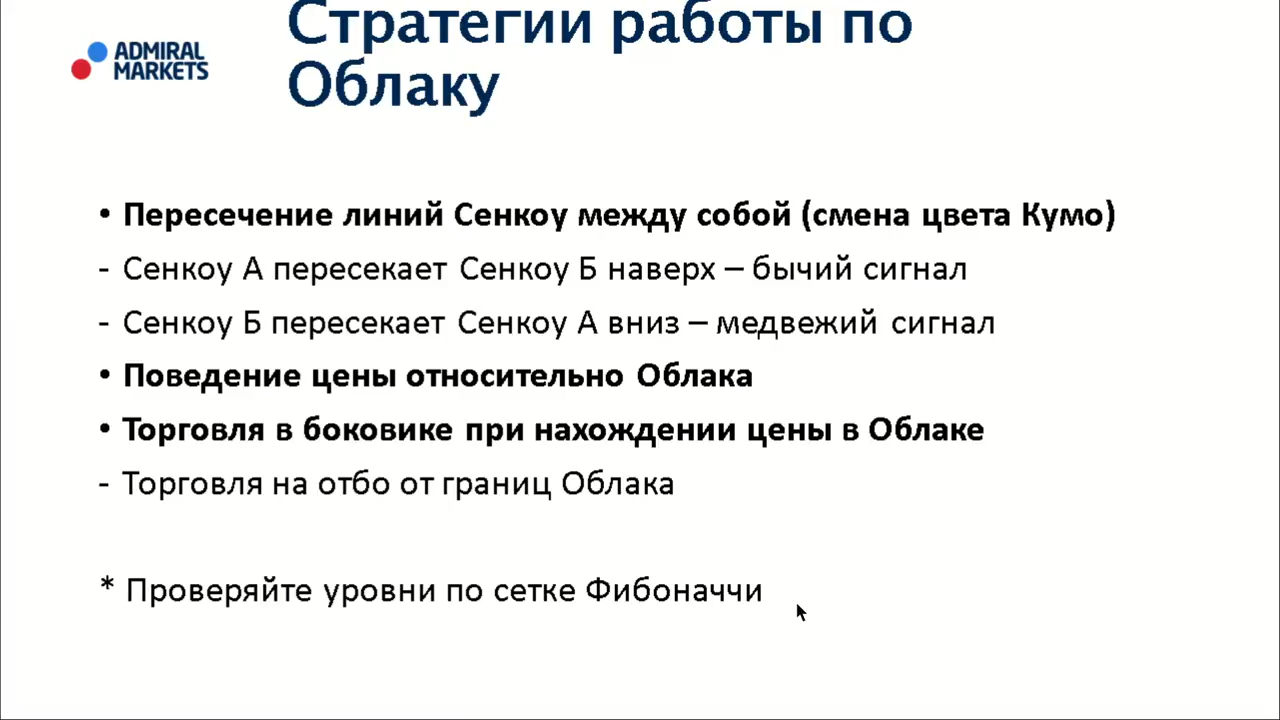 Стратегии работы по
Облаку
ADMIRAL
MARKETS
• Пересечение линий Сенкоу между собой (смена цвета Кумо)
- Сенкоу А пересекает Сенкоу Б наверх – бычий сигнал
- Сенкоу Б пересекает Сенкоу А вниз – медвежий сигнал
• Поведение цены относительно Облака
• Торговля в боковике при нахождении цены в Облаке
- Торговля на отбо от границ Облака
* Проверяйте уровни по сетке Фибоначчи